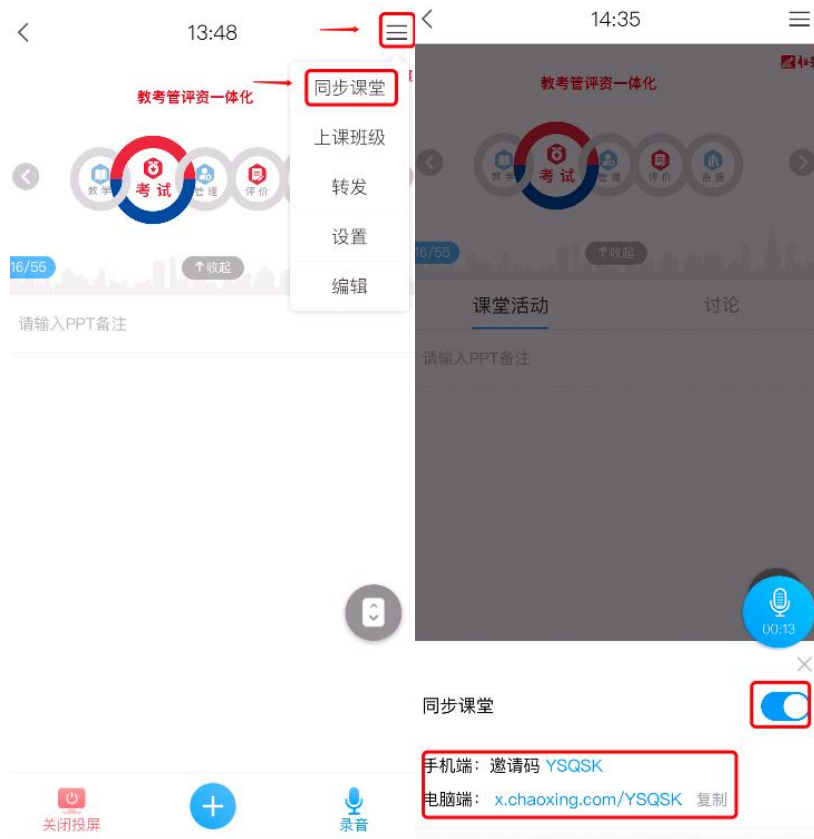 13:48
同步课堂
教考管评资一体化
上课班级
教学
考试
管理
评价
转发
设置
16/55
↑收起
编辑
请输入PPT备注
关闭投屏
录音
14:35
教考管评资一体化
教学
考试
管理
评价
资源
16/55
↑收起
课堂活动
讨论
请输入PPT备注
00:13
同步课堂
手机端：邀请码 YSQSK
电脑端： x.chaoxing.com/YSQSK 复制